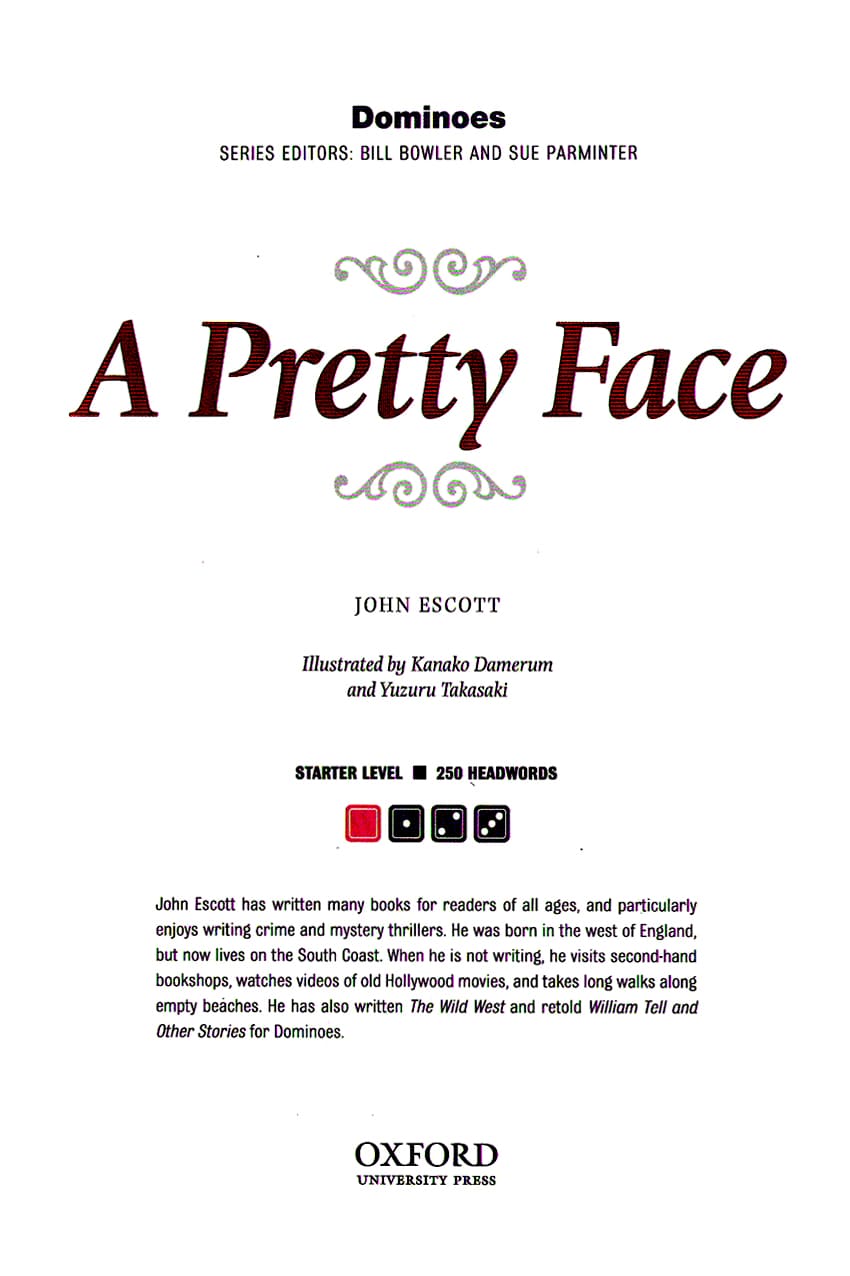 Dominoes
SERIES EDITORS: BILL BOWLER AND SUE PARMINTER
A Pretty Face
JOHN ESCOTT
Illustrated by Kanako Damerum
and Yuzuru Takasaki
STARTER LEVEL ■ 250 HEADWORDS
John Escott has written many books for readers of all ages, and particularly
enjoys writing crime and mystery thrillers. He was born in the west of England,
but now lives on the South Coast. When he is not writing, he visits second-hand
bookshops, watches videos of old Hollywood movies, and takes long walks along
empty beaches. He has also written The Wild West and retold William Tell and
Other Stories for Dominoes.
OXFORD
UNIVERSITY PRESS